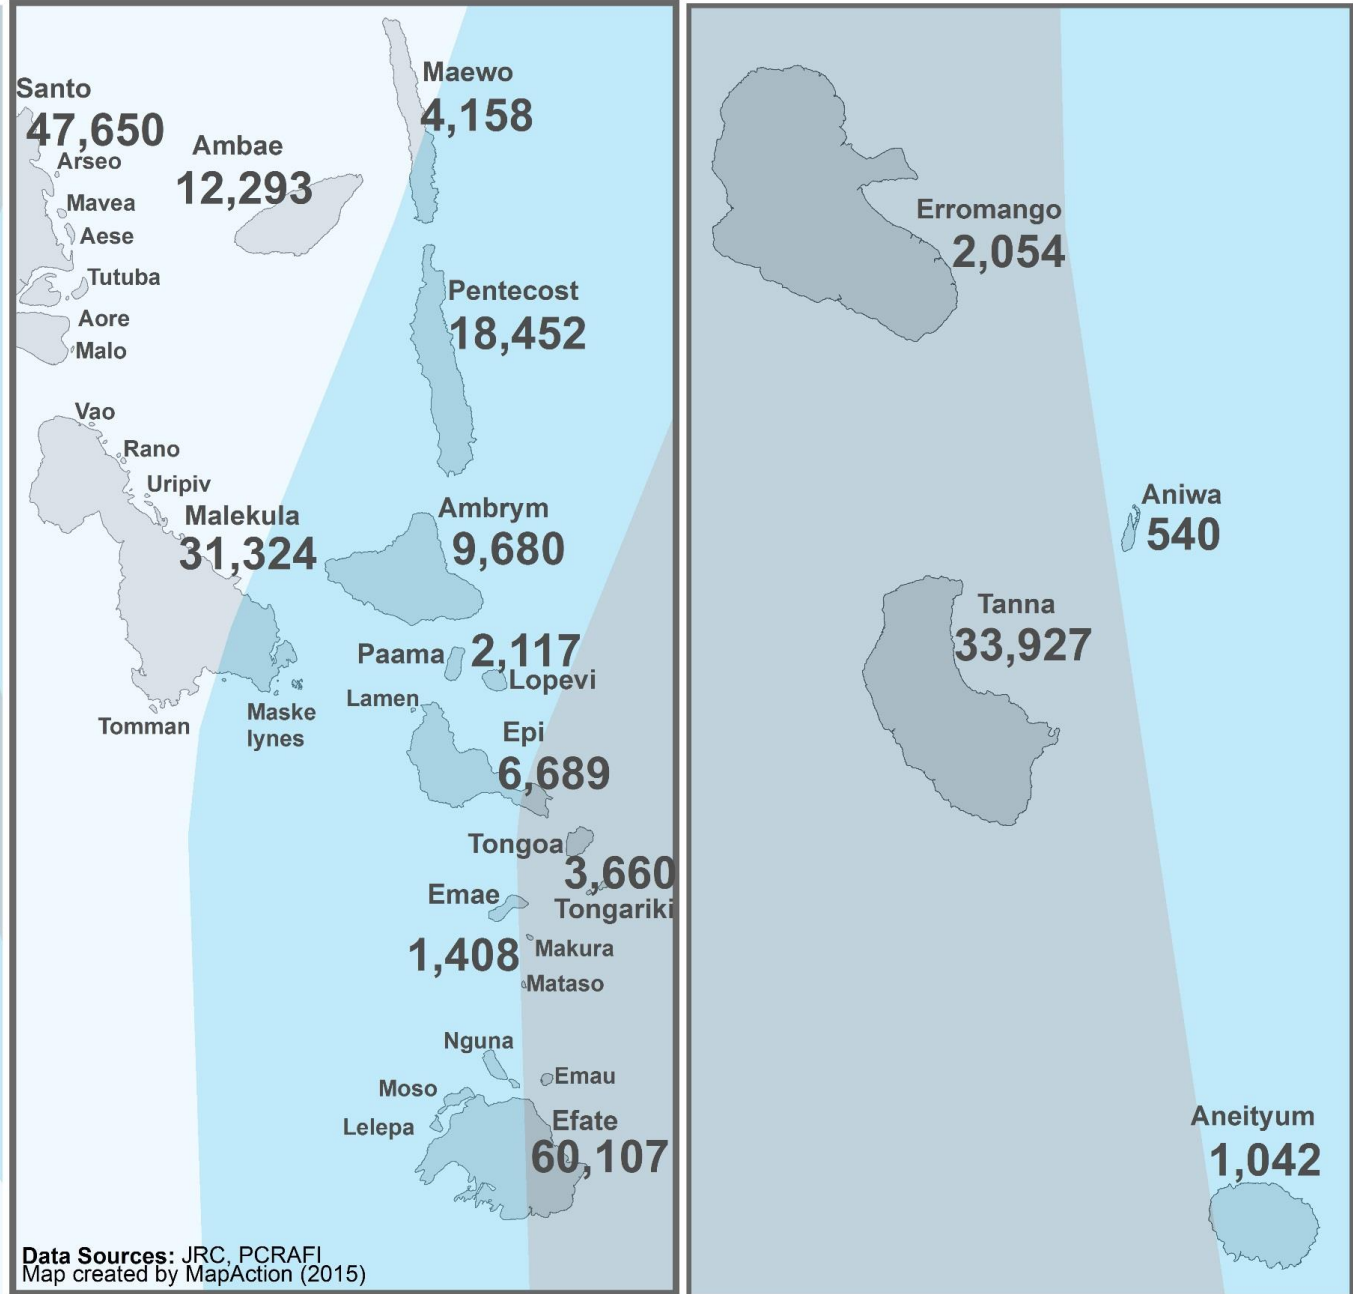 Maewo
4,158
Santo
47,650
Ambae
12,293
Arseo
Mavea
Aese
Tutuba
Aore
Malo
Pentecost
18,452
Vao
Rano
Uripiv
Malekula
31,324
Ambrym
9,680
Paama
2,117
Lopevi
Lamen
Maske
lynes
Tomman
Epi
6,689
Tongoa
3,660
Tongariki
Emae
1,408
Makura
Mataso
Nguna
Emau
Moso
Lelepa
Efate
60,107
Data Sources: JRC, PCRAFI
Map created by MapAction (2015)
Erromango
2,054
Aniwa
540
Tanna
33,927
Aneityum
1,042